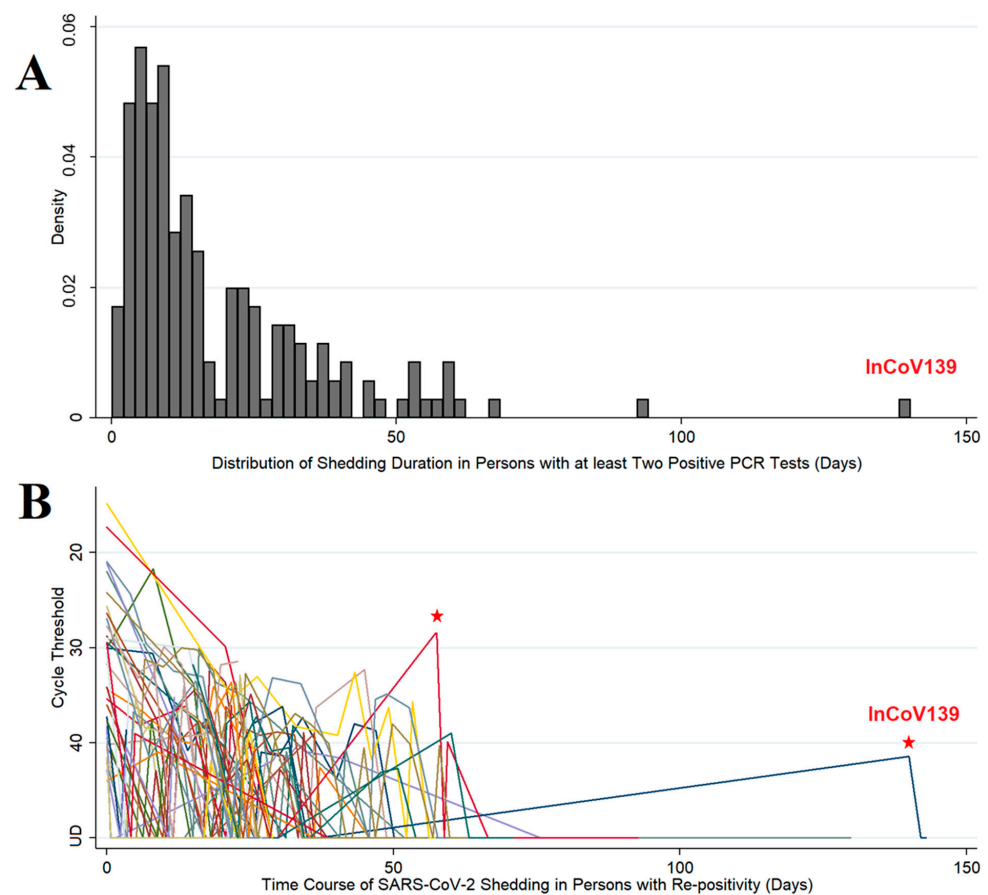 A
0.06
0.04
0.02
0
Density
InCoV139
0 50 100 150
Distribution of Shedding Duration in Persons with at least Two Positive PCR Tests (Days)
B
20
30
40
UD
Cycle Threshold
InCoV139
0 50 100 150
Time Course of SARS-CoV-2 Shedding in Persons with Re-positivity (Days)